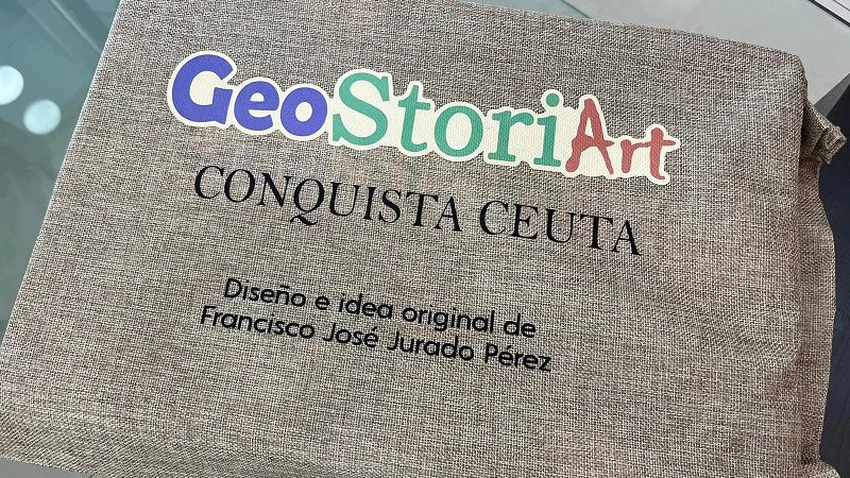 GeoStoriArt
CONQUISTA CEUTA
Diseño e idea original de
Francisco José Jurado Pérez